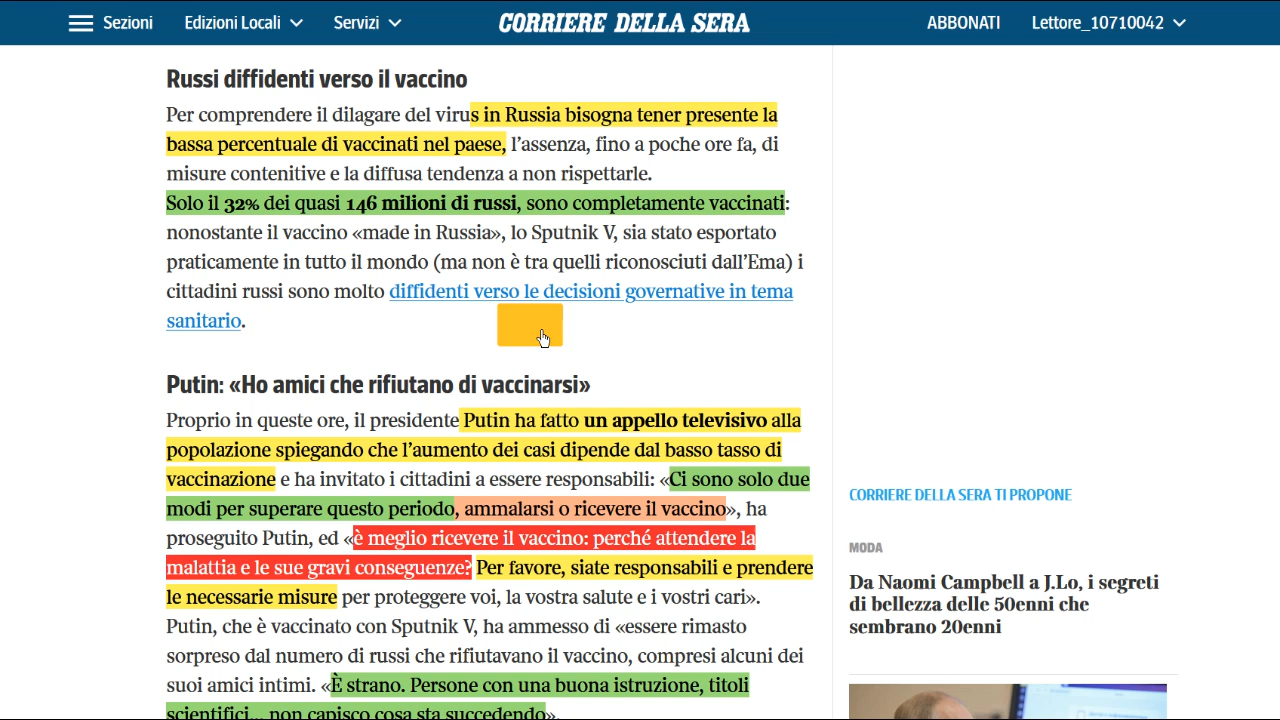 Sezioni Edizioni Locali Servizi CORRIERE DELLA SERA ABBONATI Lettore_10710042
Russi diffidenti verso il vaccino
Per comprendere il dilagare del virus in Russia bisogna tener presente la
bassa percentuale di vaccinati nel paese, l’assenza, fino a poche ore fa, di
misure contenitive e la diffusa tendenza a non rispettarle.
Solo il 32% dei quasi 146 milioni di russi, sono completamente vaccinati:
nonostante il vaccino «made in Russia», lo Sputnik V, sia stato esportato
praticamente in tutto il mondo (ma non è tra quelli riconosciuti dall’Ema) i
cittadini russi sono molto diffidenti verso le decisioni governative in tema
sanitario.
Putin: «Ho amici che rifiutano di vaccinarsi»
Proprio in queste ore, il presidente Putin ha fatto un appello televisivo alla
popolazione spiegando che l’aumento dei casi dipende dal basso tasso di
vaccinazione e ha invitato i cittadini a essere responsabili: «Ci sono solo due
modi per superare questo periodo, ammalarsi o ricevere il vaccino», ha
proseguito Putin, ed «è meglio ricevere il vaccino: perché attendere la
malattia e le sue gravi conseguenze? Per favore, siate responsabili e prendere
le necessarie misure per proteggere voi, la vostra salute e i vostri cari».
Putin, che è vaccinato con Sputnik V, ha ammesso di «essere rimasto
sorpreso dal numero di russi che rifiutavano il vaccino, compresi alcuni dei
suoi amici intimi. «È strano. Persone con una buona istruzione, titoli
scientifici... non capisco cosa sta succedendo».
CORRIERE DELLA SERA TI PROPONE
MODA
Da Naomi Campbell a J.Lo, i segreti
di bellezza delle 50enni che
sembrano 20enni